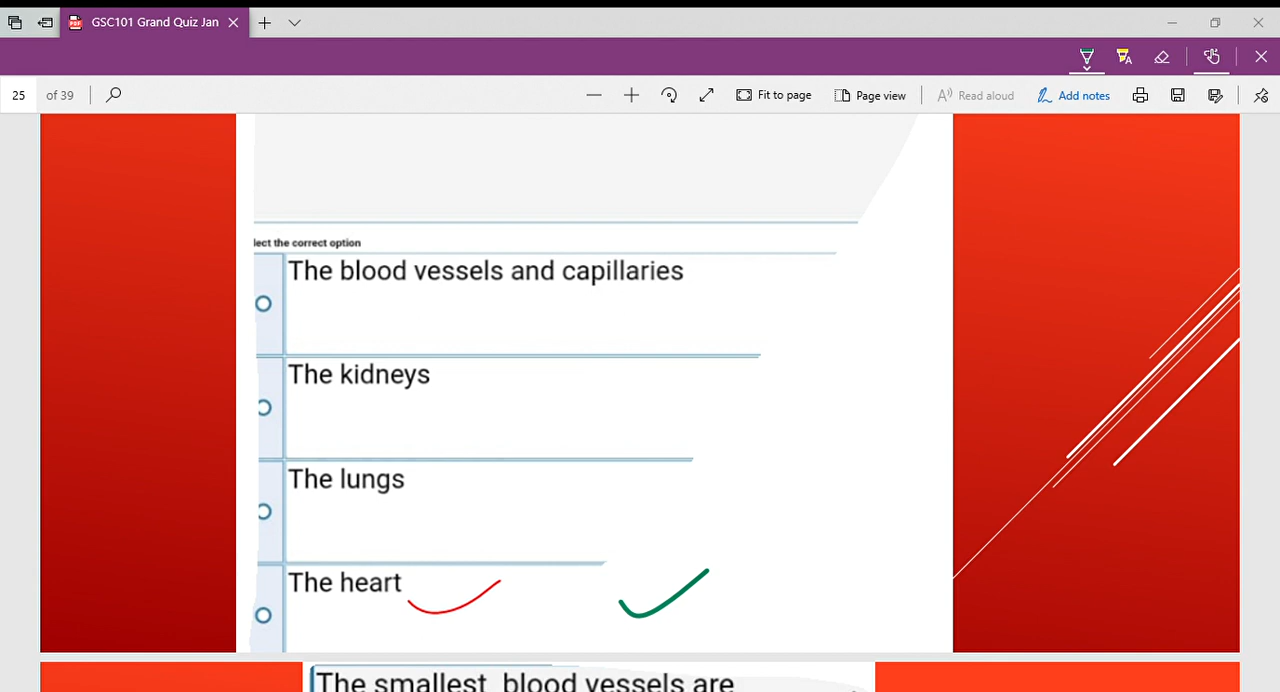 GSC101 Grand Quiz Jan
25 of 39
Fit to page
Page view
Read aloud
Add notes
lect the correct option
The blood vessels and capillaries
The kidneys
The lungs
The heart
The smallest blood vessels are